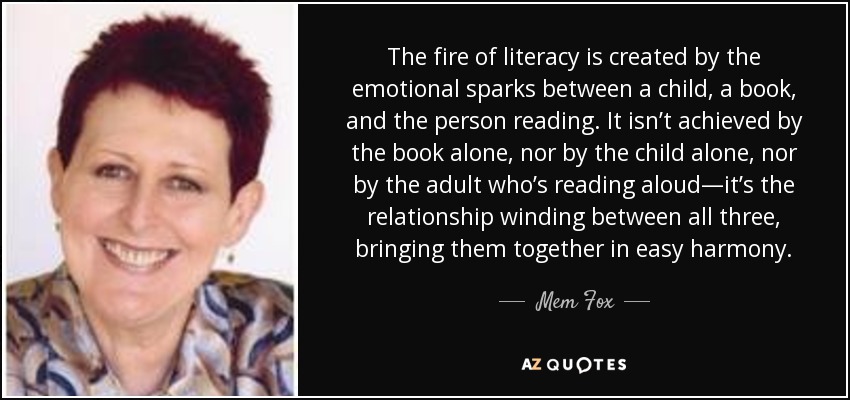 The fire of literacy is created by the
emotional sparks between a child, a book,
and the person reading. It isn’t achieved by
the book alone, nor by the child alone, nor
by the adult who’s reading aloud—it’s the
relationship winding between all three,
bringing them together in easy harmony.
Mem Fox
AZ QUOTES